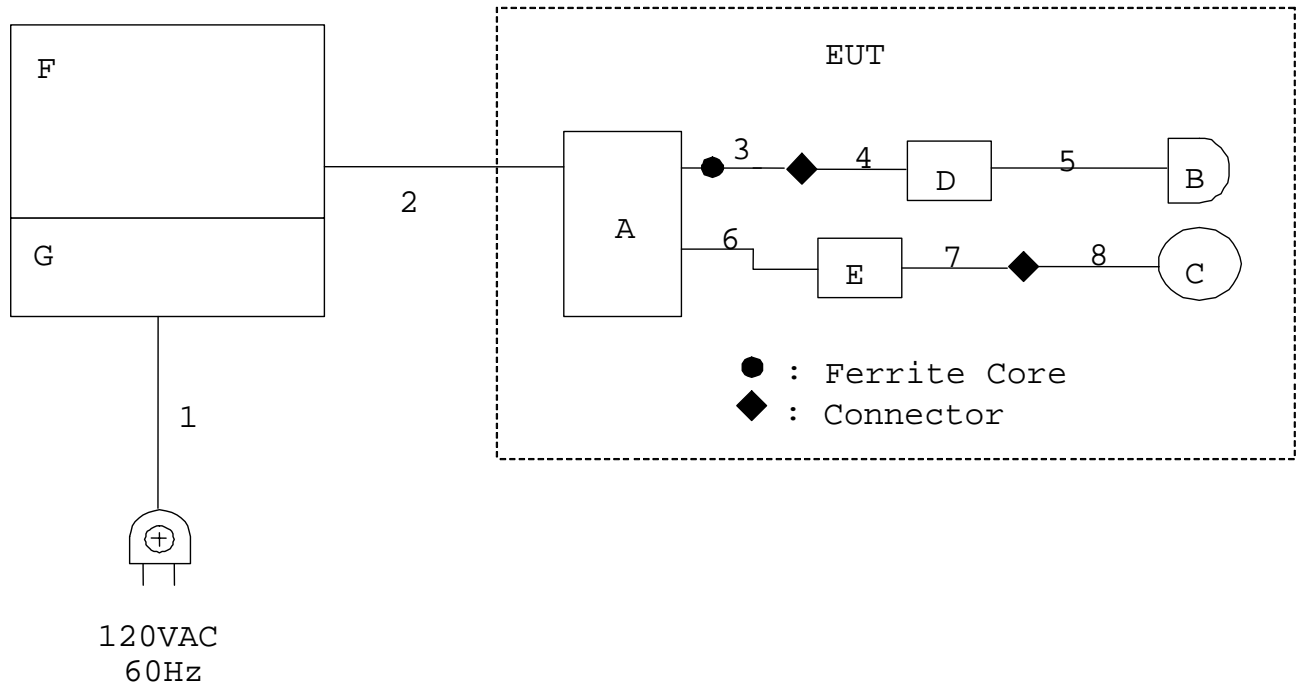 F
EUT
3
4
5
D
B
2
A
G
6
7
8
E
C
: Ferrite Core
: Connector
1
120VAC
60Hz